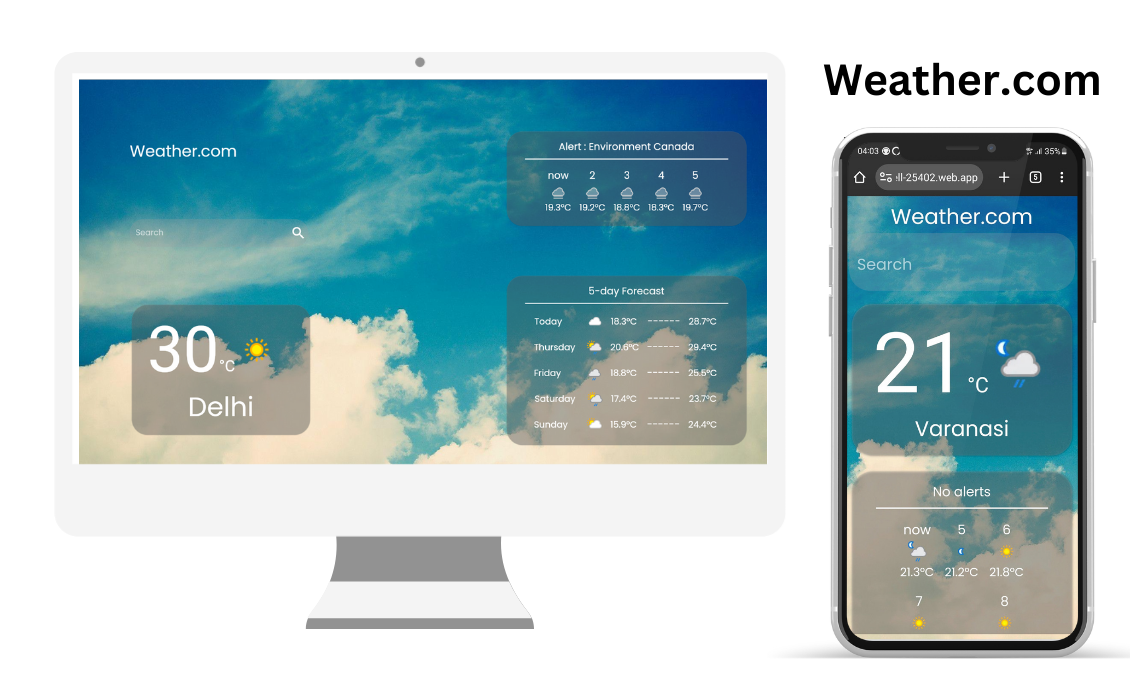 Weather.com
Weather.com
Search
30°C
Delhi
Alert : Environment Canada
now 2 3 4 5
19.3°C 19.2°C 18.8°C 18.3°C 19.7°C
5-day Forecast
Today 18.3°C ------ 28.7°C
Thursday 20.6°C ------ 29.4°C
Friday 18.8°C ------ 25.5°C
Saturday 17.4°C ------ 23.7°C
Sunday 15.9°C ------ 24.4°C
04:03 35%
ll-25402.web.app 5
Weather.com
Search
21°C
Varanasi
No alerts
now 5 6
21.3°C 21.2°C 21.8°C
7 8